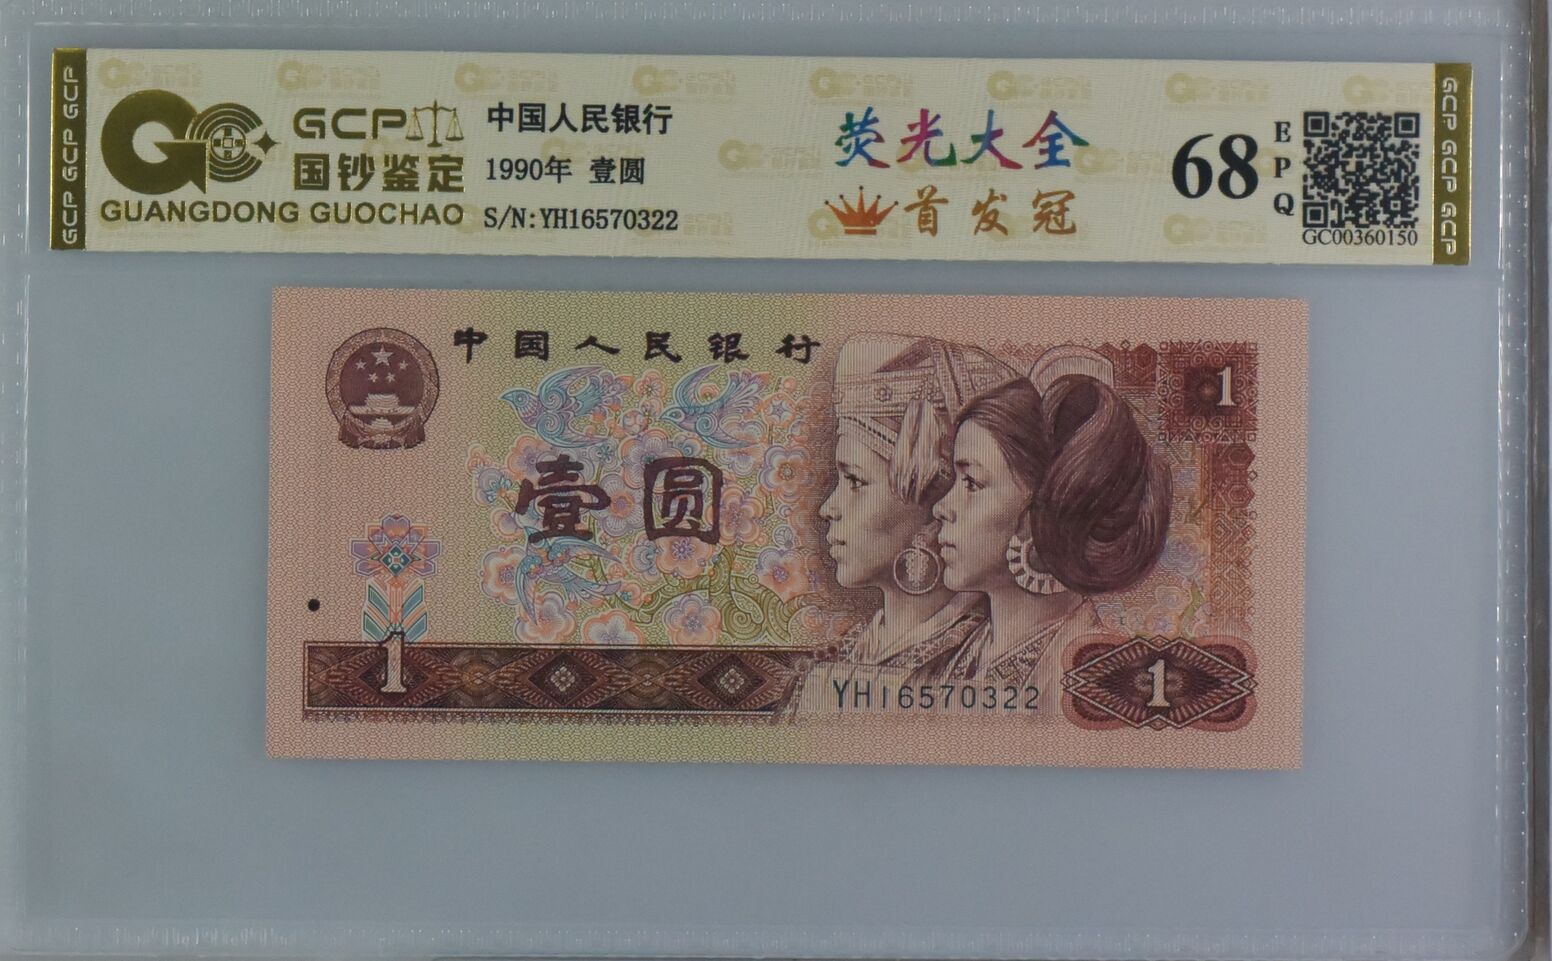 GCP GCP GCP
GCP
国钞鉴定
GUANGDONG GUOCHAO
中国人民银行
1990年 壹圆
S/N:YH16570322
荧光大全
首发冠
68
EPQ
GC00360150
GCP GCP GCP
中国人民银行
1
壹圆
1
YH16570322
1